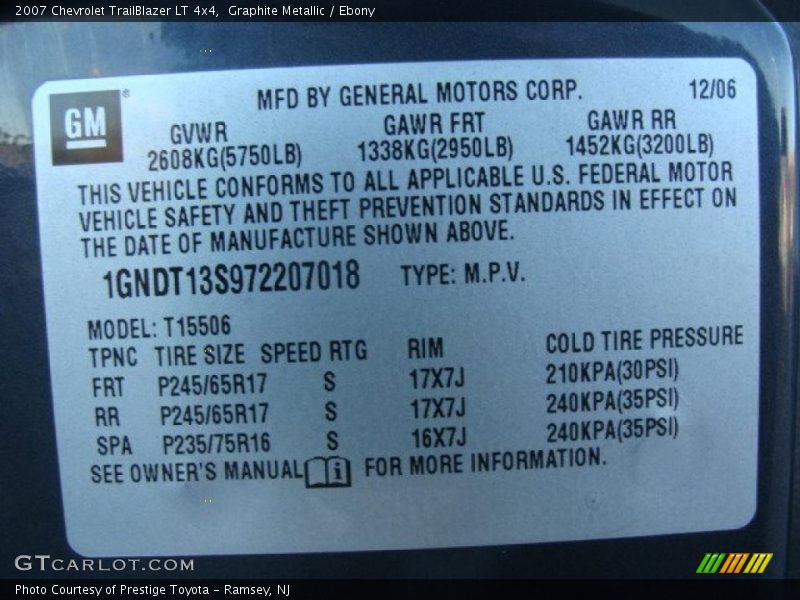 2007 Chevrolet TrailBlazer LT 4x4, Graphite Metallic / Ebony
GM®
MFD BY GENERAL MOTORS CORP. 12/06
GVWR GAWR FRT GAWR RR
2608KG(5750LB) 1338KG(2950LB) 1452KG(3200LB)
THIS VEHICLE CONFORMS TO ALL APPLICABLE U.S. FEDERAL MOTOR
VEHICLE SAFETY AND THEFT PREVENTION STANDARDS IN EFFECT ON
THE DATE OF MANUFACTURE SHOWN ABOVE.
1GNDT13S972207018 TYPE: M.P.V.
MODEL: T15506
TPNC TIRE SIZE SPEED RTG RIM COLD TIRE PRESSURE
FRT P245/65R17 S 17X7J 210KPA(30PSI)
RR P245/65R17 S 17X7J 240KPA(35PSI)
SPA P235/75R16 S 16X7J 240KPA(35PSI)
SEE OWNER'S MANUAL FOR MORE INFORMATION.
GTCARLOT.COM
Photo Courtesy of Prestige Toyota - Ramsey, NJ